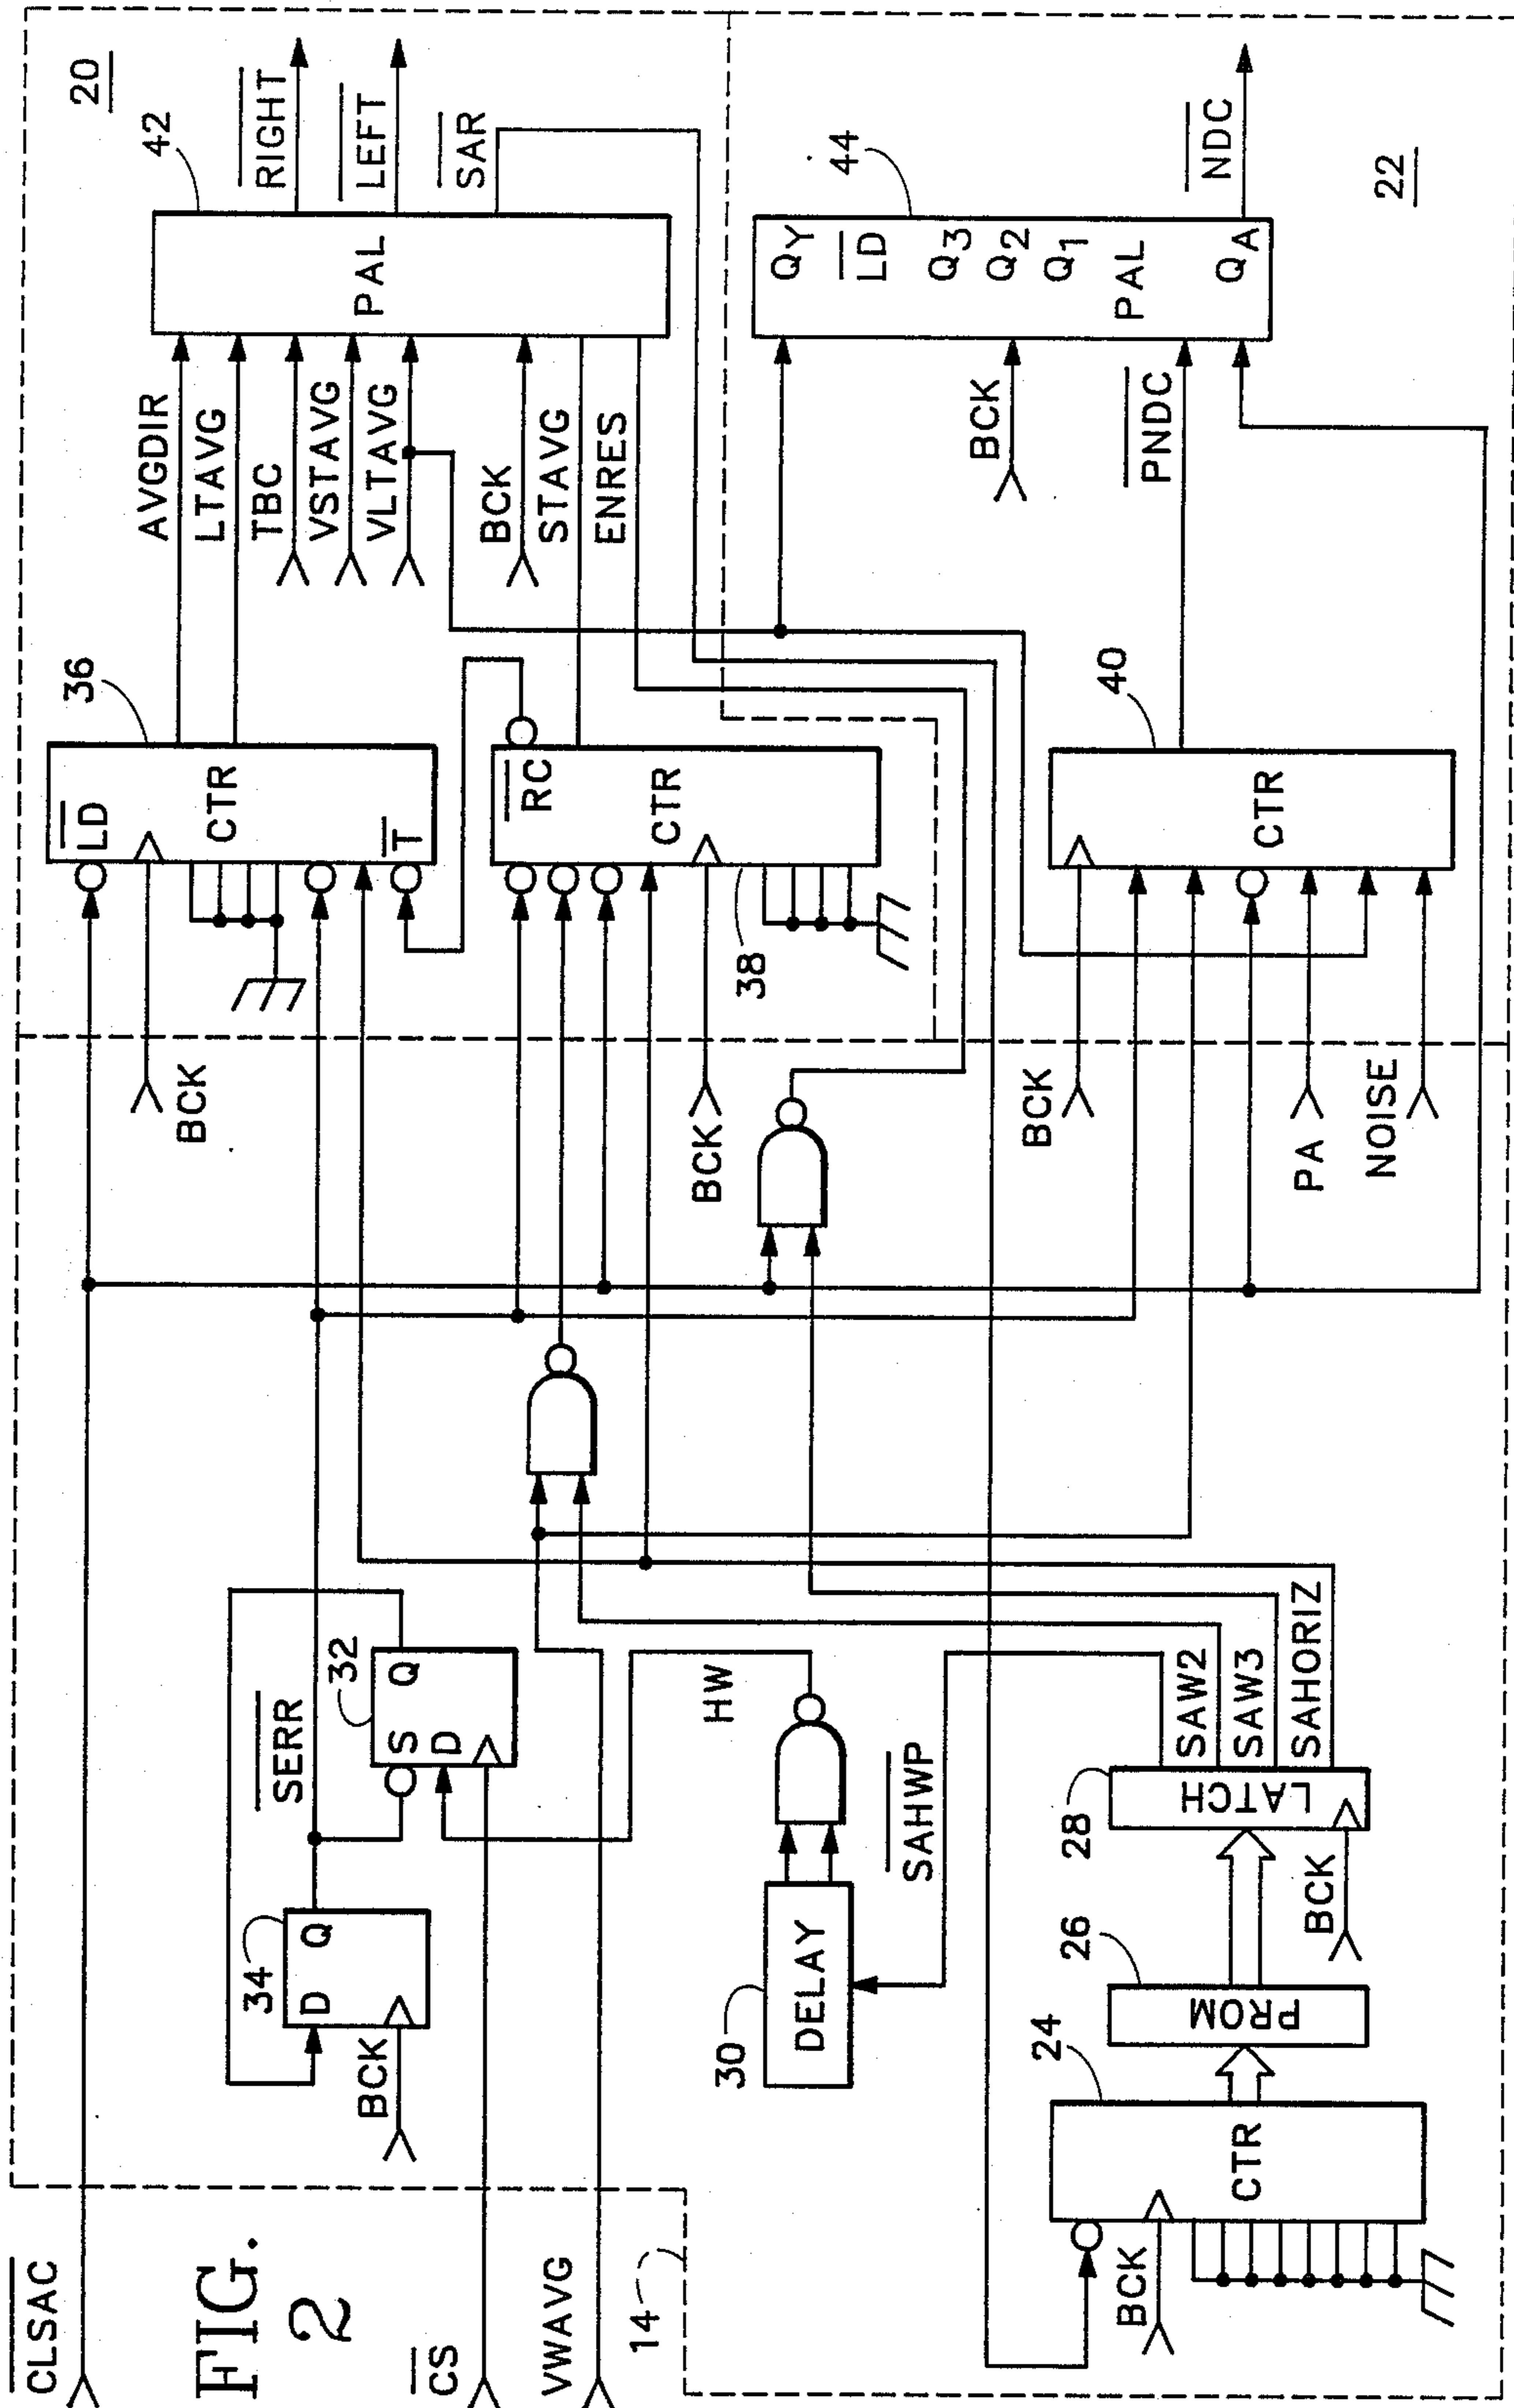 20
42
RIGHT
LEFT
SAR
PAL
AVGDIR
LTAVG
TBC
VSTAVG
VLTAVG
BCK
STAVG
ENRES
44
QY
LD
Q3
Q2
Q1
PAL
QA
NDC
22
BCK
PNDC
36
LD
CTR
T
RC
CTR
38
40
CTR
BCK
BCK
BCK
PA
NOISE
SERR
32
Q
S
D
34
Q
D
BCK
HW
SAHWP
30
DELAY
SAW2
SAW3
SAHORIZ
28
LATCH
BCK
26
PROM
24
CTR
BCK
CLSAC
FIG.
2
CS
VWAVG
14